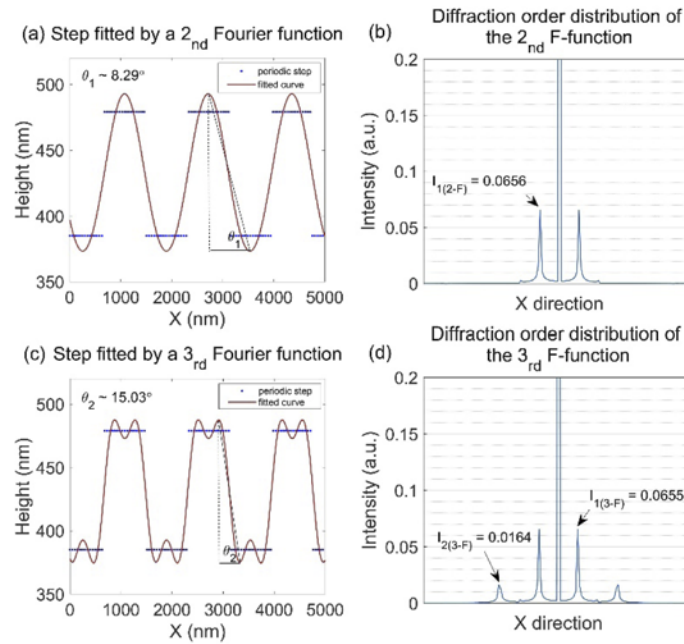 (a) Step fitted by a 2nd Fourier function
θ1 ~ 8.29°
periodic step
fitted curve
θ1
Height (nm)
500
450
400
350
0 1000 2000 3000 4000 5000
X (nm)
(b) Diffraction order distribution of
the 2nd F-function
I1(2-F) = 0.0656
Intensity (a.u.)
0.2
0.15
0.1
0.05
0
X direction
(c) Step fitted by a 3rd Fourier function
θ2 ~ 15.03°
periodic step
fitted curve
θ2
Height (nm)
500
450
400
350
0 1000 2000 3000 4000 5000
X (nm)
Diffraction order distribution of
(d) the 3rd F-function
I1(3-F) = 0.0655
I2(3-F) = 0.0164
Intensity (a.u.)
0.2
0.15
0.1
0.05
0
X direction